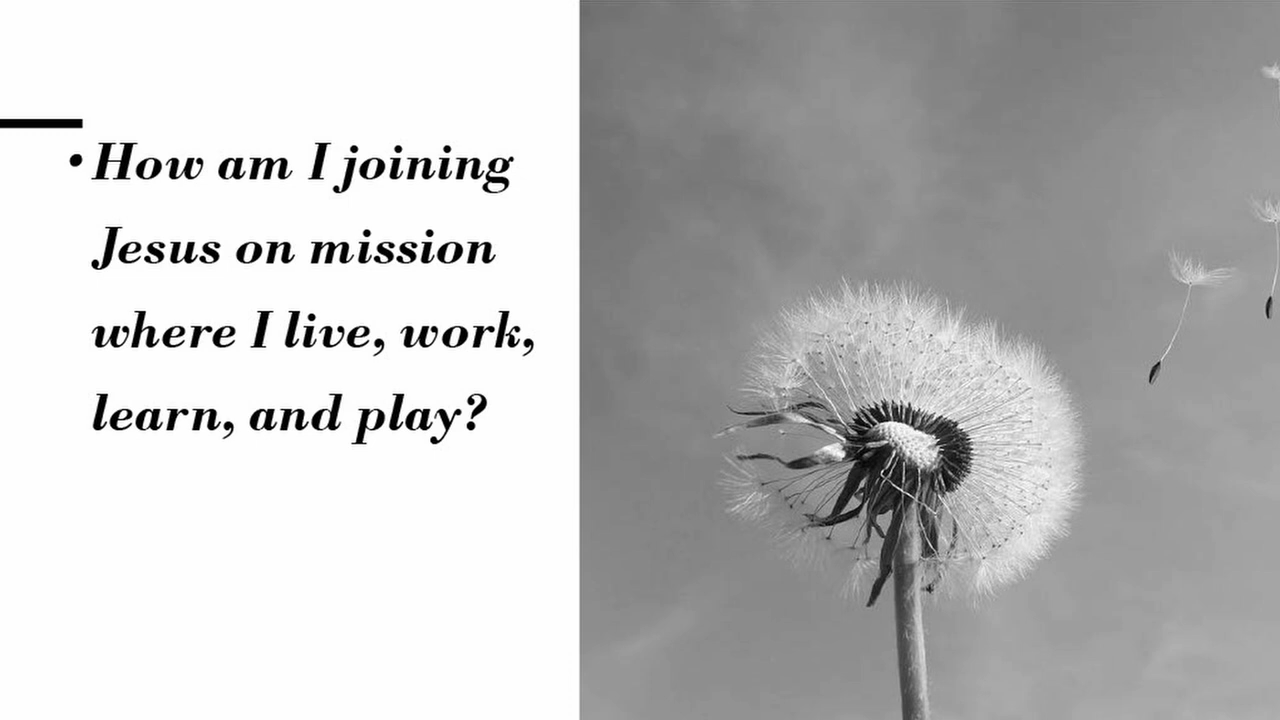 • How am I joining
Jesus on mission
where I live, work,
learn, and play?